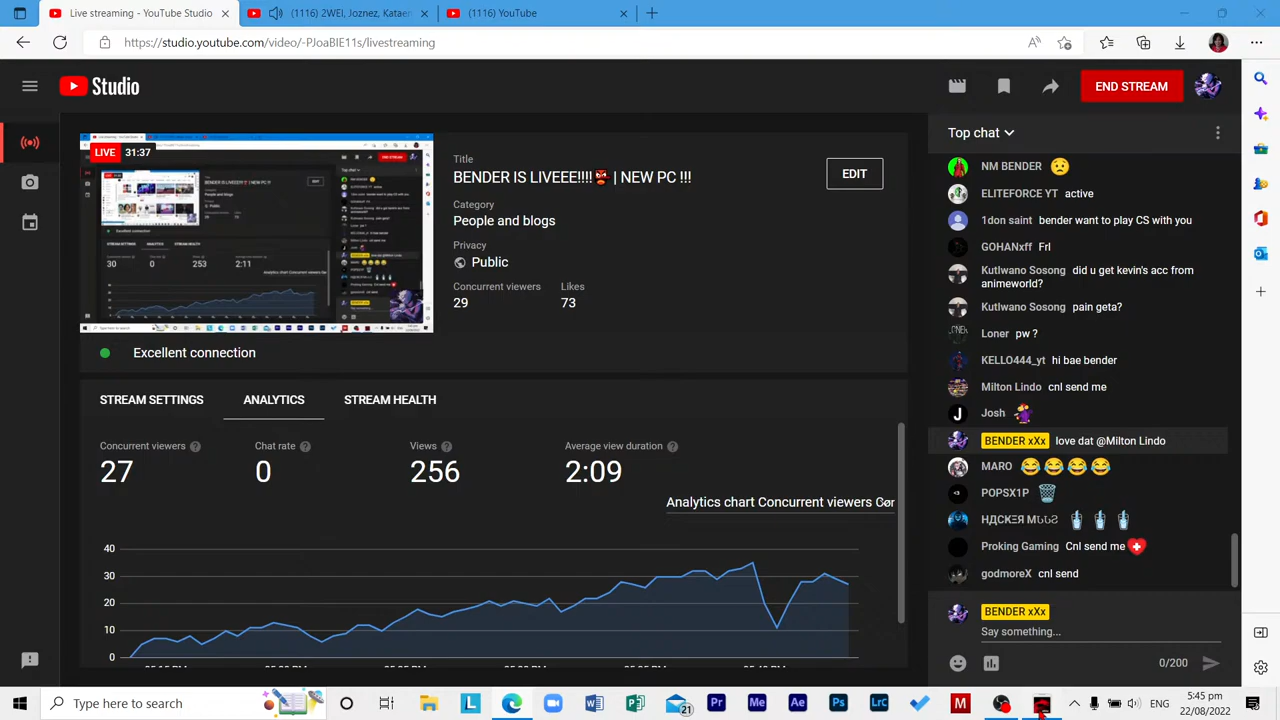 Live streaming - YouTube Studio
(1116) 2WEI, Joznez, Kataen
(1116) YouTube
https://studio.youtube.com/video/-PJoaBlE11s/livestreaming
Studio
END STREAM
LIVE 31:37
Title
BENDER IS LIVEEE!!!!👺 | NEW PC !!!
EDIT
Category
People and blogs
Privacy
Public
Concurrent viewers
Likes
29
73
Excellent connection
STREAM SETTINGS
ANALYTICS
STREAM HEALTH
Concurrent viewers
Chat rate
Views
Average view duration
27
0
256
2:09
Analytics chart Concurrent viewers
40
30
20
10
0
Top chat
NM BENDER 😟
ELITEFORCE YT active
1don saint bender want to play CS with you
GOHANxff Frl
Kutlwano Sosong did u get kevin's acc from
animeworld?
Kutlwano Sosong pain geta?
Loner pw ?
KELLO444_yt hi bae bender
Milton Lindo cnl send me
Josh
BENDER xXx love dat @Milton Lindo
MARO 😂😂😂😂
POPSX1P 🗑️
Proking Gaming Cnl send me
godmoreX cnl send
BENDER xXx
Say something...
0/200
Type here to search
21
ENG
5:45 pm
22/08/2022